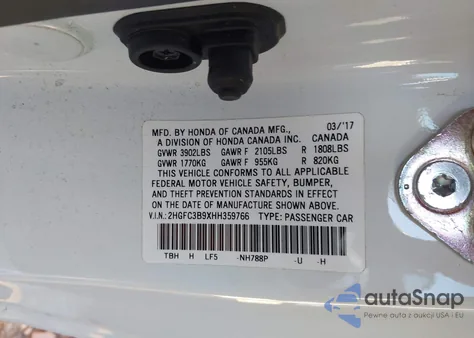 MFD. BY HONDA OF CANADA MFG., 03/'17
A DIVISION OF HONDA CANADA INC. CANADA
GVWR 3902LBS GAWR F 2105LBS R 1808LBS
GVWR 1770KG GAWR F 955KG R 820KG
THIS VEHICLE CONFORMS TO ALL APPLICABLE
FEDERAL MOTOR VEHICLE SAFETY, BUMPER,
AND THEFT PREVENTION STANDARDS IN EFFECT
ON THE DATE OF MANUFACTURE SHOWN ABOVE.
V.I.N.: 2HGFC3B9XHH359766 TYPE: PASSENGER CAR
TBH H LF5 -NH788P -U -H
autaSnap
Pewne auta z dojazdem z USA i EU